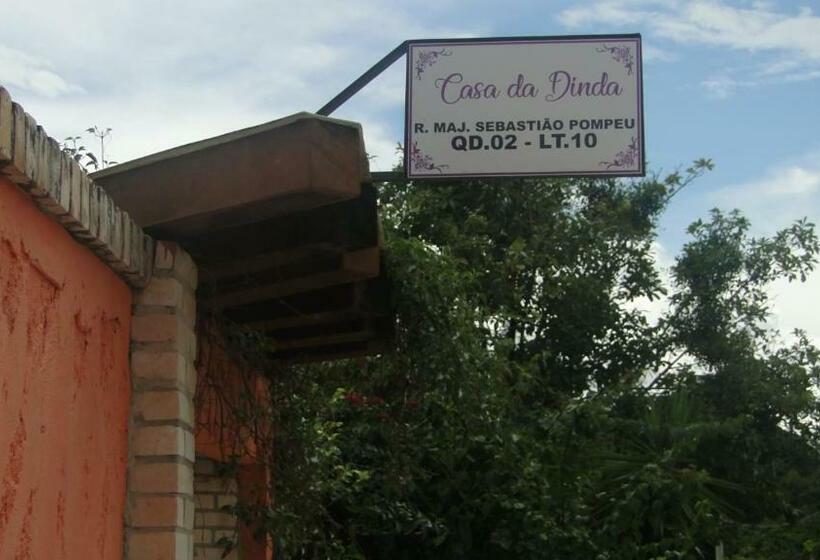 Casa da Dinda
R. MAJ. SEBASTIÃO POMPEU
QD.02 - LT.10